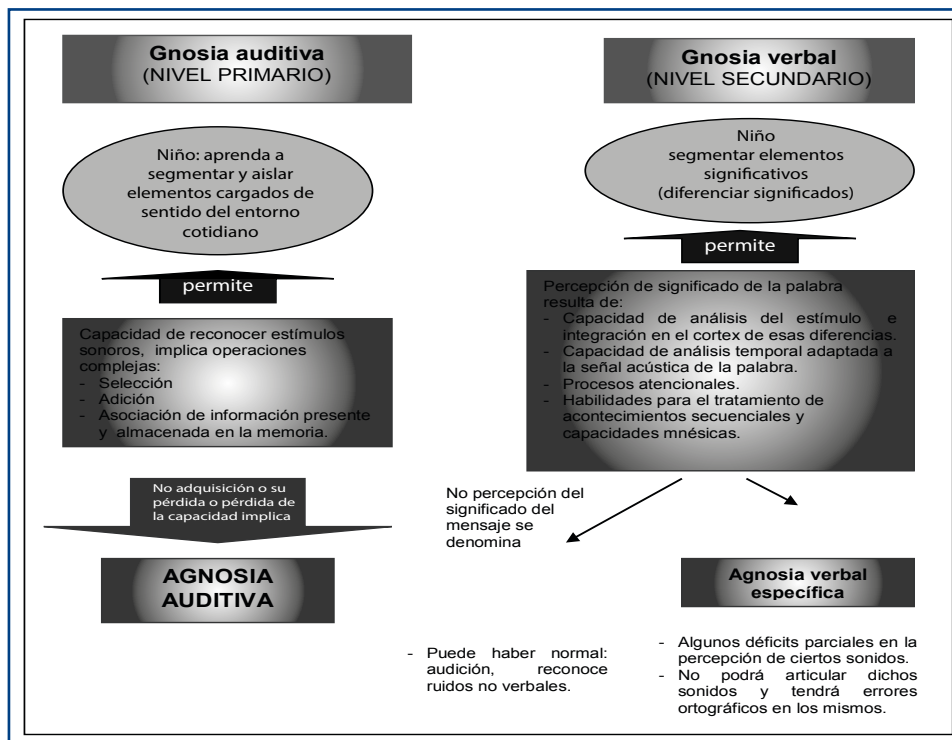 Gnosia auditiva
(NIVEL PRIMARIO)
Niño: aprenda a
segmentar y aislar
elementos cargados de
sentido del entorno
cotidiano
permite
Capacidad de reconocer estímulos
sonoros, implica operaciones
complejas:
- Selección
- Adición
- Asociación de información presente
y almacenada en la memoria.
No adquisición o su
pérdida o pérdida de
la capacidad implica
AGNOSIA
AUDITIVA
Gnosia verbal
(NIVEL SECUNDARIO)
Niño
segmentar elementos
significativos
(diferenciar significados)
permite
Percepción de significado de la palabra
resulta de:
- Capacidad de análisis del estímulo e
integración en el cortex de esas diferencias.
- Capacidad de análisis temporal adaptada a
la señal acústica de la palabra.
- Procesos atencionales.
- Habilidades para el tratamiento de
acontecimientos secuenciales y
capacidades mnésicas.
No percepción del
significado del
mensaje se
denomina
- Puede haber normal:
audición, reconoce
ruidos no verbales.
Agnosia verbal
específica
- Algunos déficits parciales en la
percepción de ciertos sonidos.
- No podrá articular dichos
sonidos y tendrá errores
ortográficos en los mismos.